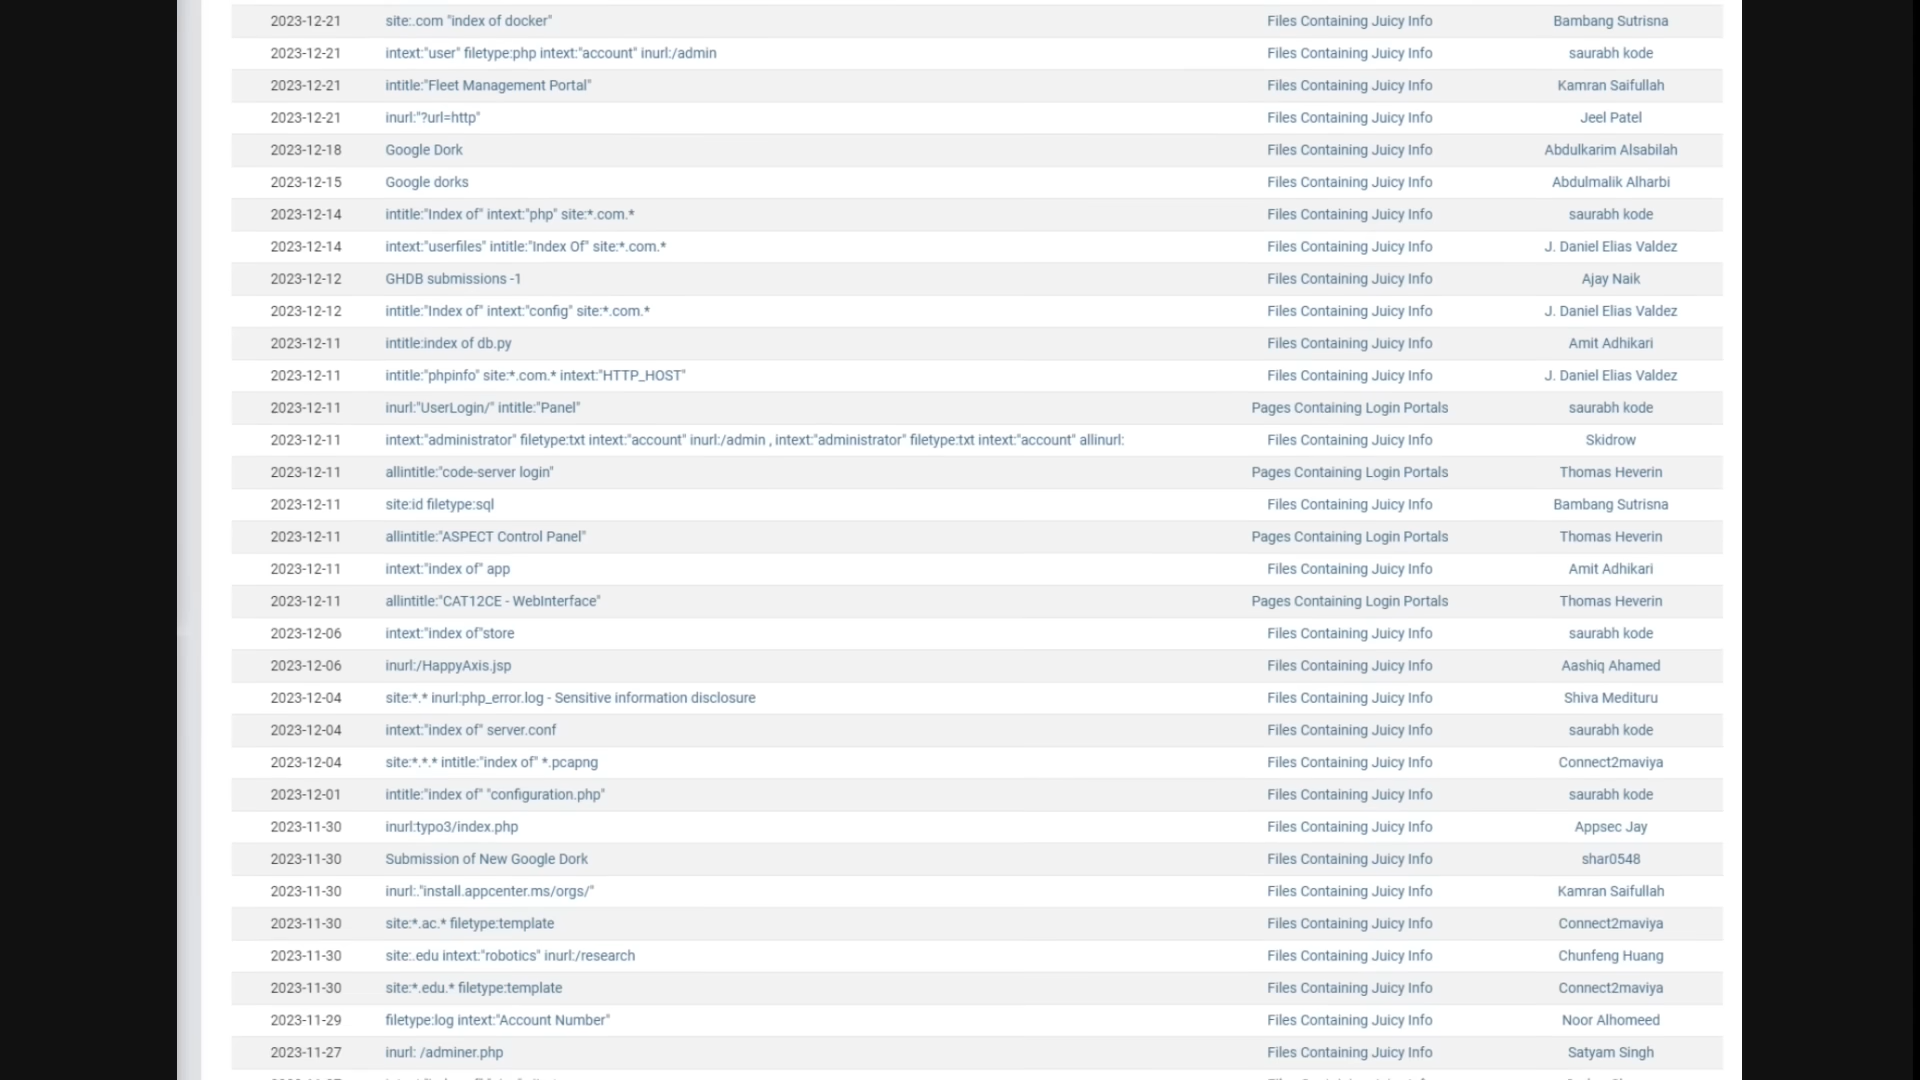 2023-12-21 site:.com "index of docker" Files Containing Juicy Info Bambang Sutrisna
2023-12-21 intext:"user" filetype:php intext:"account" inurl:/admin Files Containing Juicy Info saurabh kode
2023-12-21 intitle:"Fleet Management Portal" Files Containing Juicy Info Kamran Saifullah
2023-12-21 inurl:"?url=http" Files Containing Juicy Info Jeel Patel
2023-12-18 Google Dork Files Containing Juicy Info Abdulkarim Alsabilah
2023-12-15 Google dorks Files Containing Juicy Info Abdulmalik Alharbi
2023-12-14 intitle:"Index of" intext:"php" site:*.com.* Files Containing Juicy Info saurabh kode
2023-12-14 intext:"userfiles" intitle:"Index Of" site:*.com.* Files Containing Juicy Info J. Daniel Elias Valdez
2023-12-12 GHDB submissions -1 Files Containing Juicy Info Ajay Naik
2023-12-12 intitle:"Index of" intext:"config" site:*.com.* Files Containing Juicy Info J. Daniel Elias Valdez
2023-12-11 intitle:index of db.py Files Containing Juicy Info Amit Adhikari
2023-12-11 intitle:"phpinfo" site:*.com.* intext:"HTTP_HOST" Files Containing Juicy Info J. Daniel Elias Valdez
2023-12-11 inurl:"UserLogin/" intitle:"Panel" Pages Containing Login Portals saurabh kode
2023-12-11 intext:"administrator" filetype:txt intext:"account" inurl:/admin , intext:"administrator" filetype:txt intext:"account" allinurl: Files Containing Juicy Info Skidrow
2023-12-11 allintitle:"code-server login" Pages Containing Login Portals Thomas Heverin
2023-12-11 site:id filetype:sql Files Containing Juicy Info Bambang Sutrisna
2023-12-11 allintitle:"ASPECT Control Panel" Pages Containing Login Portals Thomas Heverin
2023-12-11 intext:"index of" app Files Containing Juicy Info Amit Adhikari
2023-12-11 allintitle:"CAT12CE - WebInterface" Pages Containing Login Portals Thomas Heverin
2023-12-06 intext:"index of"store Files Containing Juicy Info saurabh kode
2023-12-06 inurl:/HappyAxis.jsp Files Containing Juicy Info Aashiq Ahamed
2023-12-04 site:*.* inurl:php_error.log - Sensitive information disclosure Files Containing Juicy Info Shiva Medituru
2023-12-04 intext:"index of" server.conf Files Containing Juicy Info saurabh kode
2023-12-04 site:*.*.* intitle:"index of" *.pcapng Files Containing Juicy Info Connect2maviya
2023-12-01 intitle:"index of" "configuration.php" Files Containing Juicy Info saurabh kode
2023-11-30 inurl:typo3/index.php Files Containing Juicy Info Appsec Jay
2023-11-30 Submission of New Google Dork Files Containing Juicy Info shar0548
2023-11-30 inurl:."install.appcenter.ms/orgs/" Files Containing Juicy Info Kamran Saifullah
2023-11-30 site:*.ac.* filetype:template Files Containing Juicy Info Connect2maviya
2023-11-30 site:.edu intext:"robotics" inurl:/research Files Containing Juicy Info Chunfeng Huang
2023-11-30 site:*.edu.* filetype:template Files Containing Juicy Info Connect2maviya
2023-11-29 filetype:log intext:"Account Number" Files Containing Juicy Info Noor Alhomeed
2023-11-27 inurl: /adminer.php Files Containing Juicy Info Satyam Singh